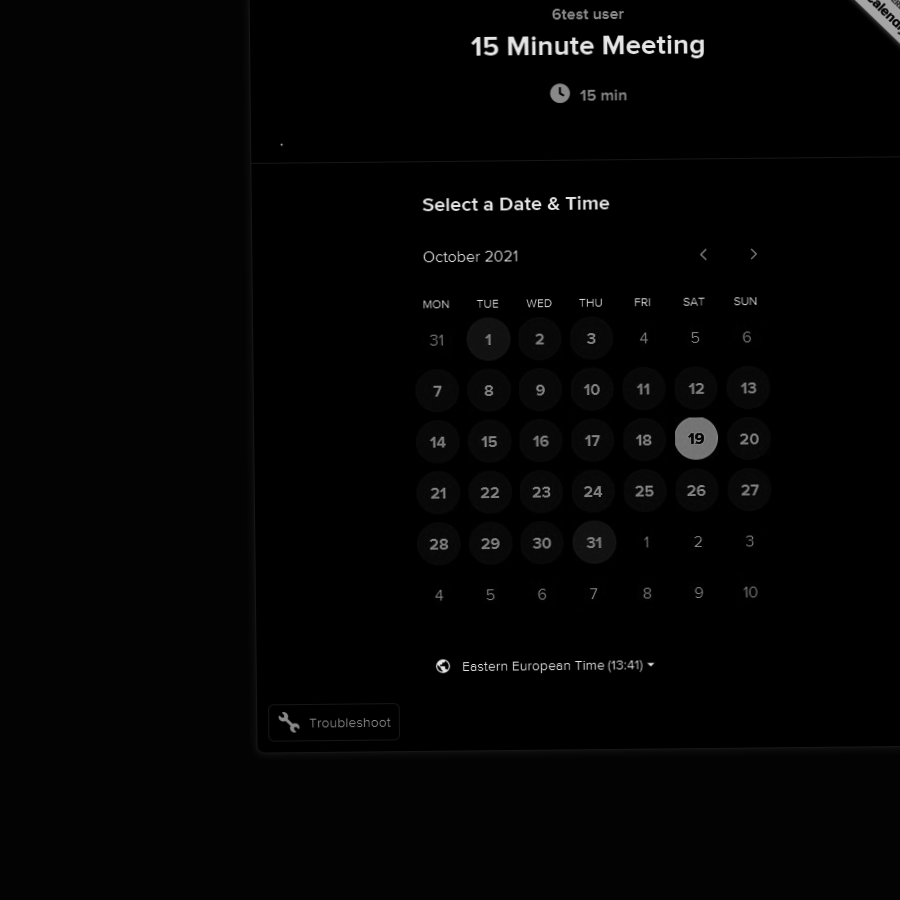 6test user
15 Minute Meeting
15 min
Select a Date & Time
October 2021
MON TUE WED THU FRI SAT SUN
31 1 2 3 4 5 6
7 8 9 10 11 12 13
14 15 16 17 18 19 20
21 22 23 24 25 26 27
28 29 30 31 1 2 3
4 5 6 7 8 9 10
Eastern European Time (13:41)
Troubleshoot